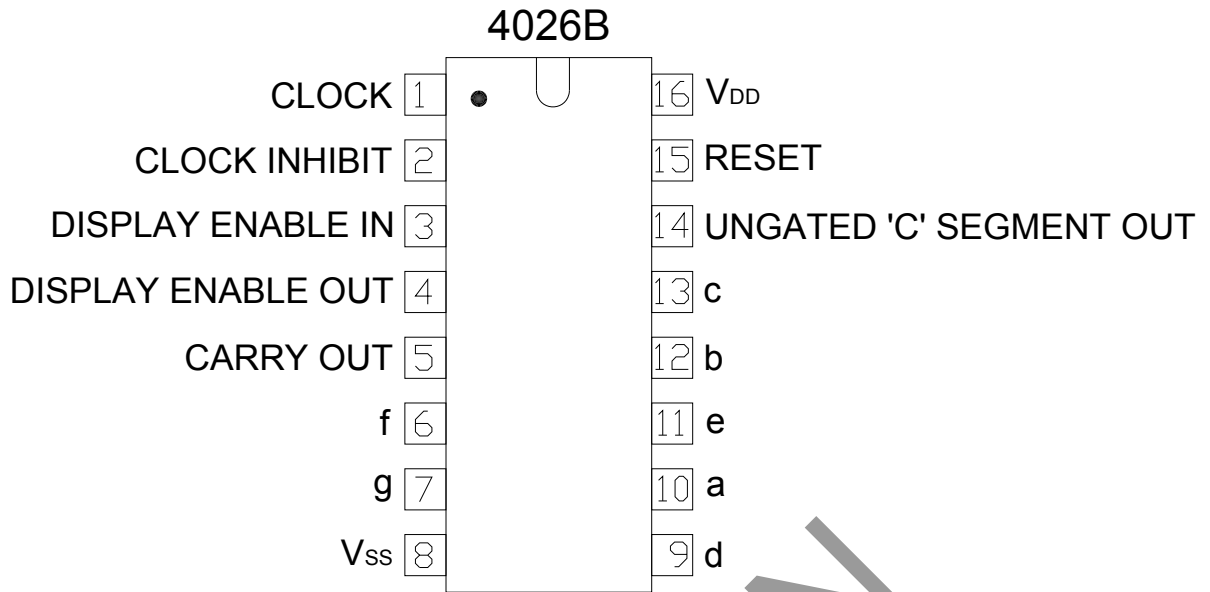 4026B
CLOCK 1 16 VDD
CLOCK INHIBIT 2 15 RESET
DISPLAY ENABLE IN 3 14 UNGATED 'C' SEGMENT OUT
DISPLAY ENABLE OUT 4 13 c
CARRY OUT 5 12 b
f 6 11 e
g 7 10 a
Vss 8 9 d